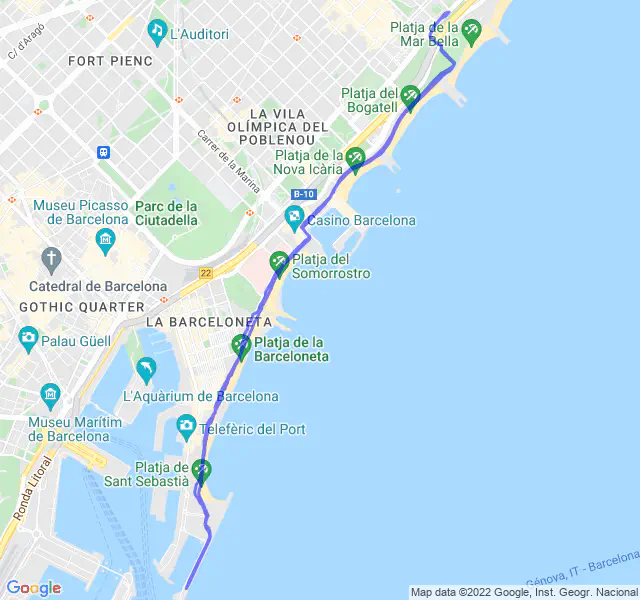 Platja de la
Mar Bella
L'Auditori
C/ d'Aragó
FORT PIENC
Platja del
Bogatell
LA VILA
OLÍMPICA DEL
POBLENOU
Carrer de la Marina
Platja de la
Nova Icària
B-10
Museu Picasso
de Barcelona
Parc de la
Ciutadella
Casino Barcelona
Catedral de Barcelona
22
Platja del
Somorrostro
GOTHIC QUARTER
LA BARCELONETA
Palau Güell
Platja de la
Barceloneta
L'Aquàrium de Barcelona
Museu Marítim
de Barcelona
Telefèric del Port
Ronda Litoral
Platja de
Sant Sebastià
Génova, IT - Barcelona
Google
Map data ©2022 Google, Inst. Geogr. Nacional